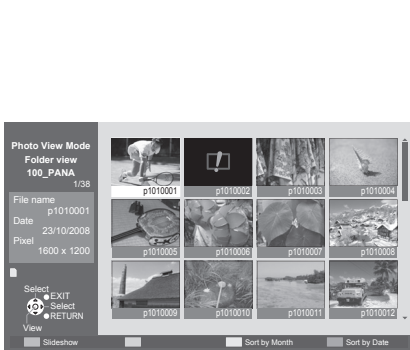 Photo View Mode
Folder view
100_PANA
1/38
File name
p1010001
Date
23/10/2008
Pixel
1600 x 1200
Select
EXIT
Select
RETURN
View
p1010001 p1010002 p1010003 p1010004
p1010005 p1010006 p1010007 p1010008
p1010009 p1010010 p1010011 p1010012
Slideshow Sort by Month Sort by Date